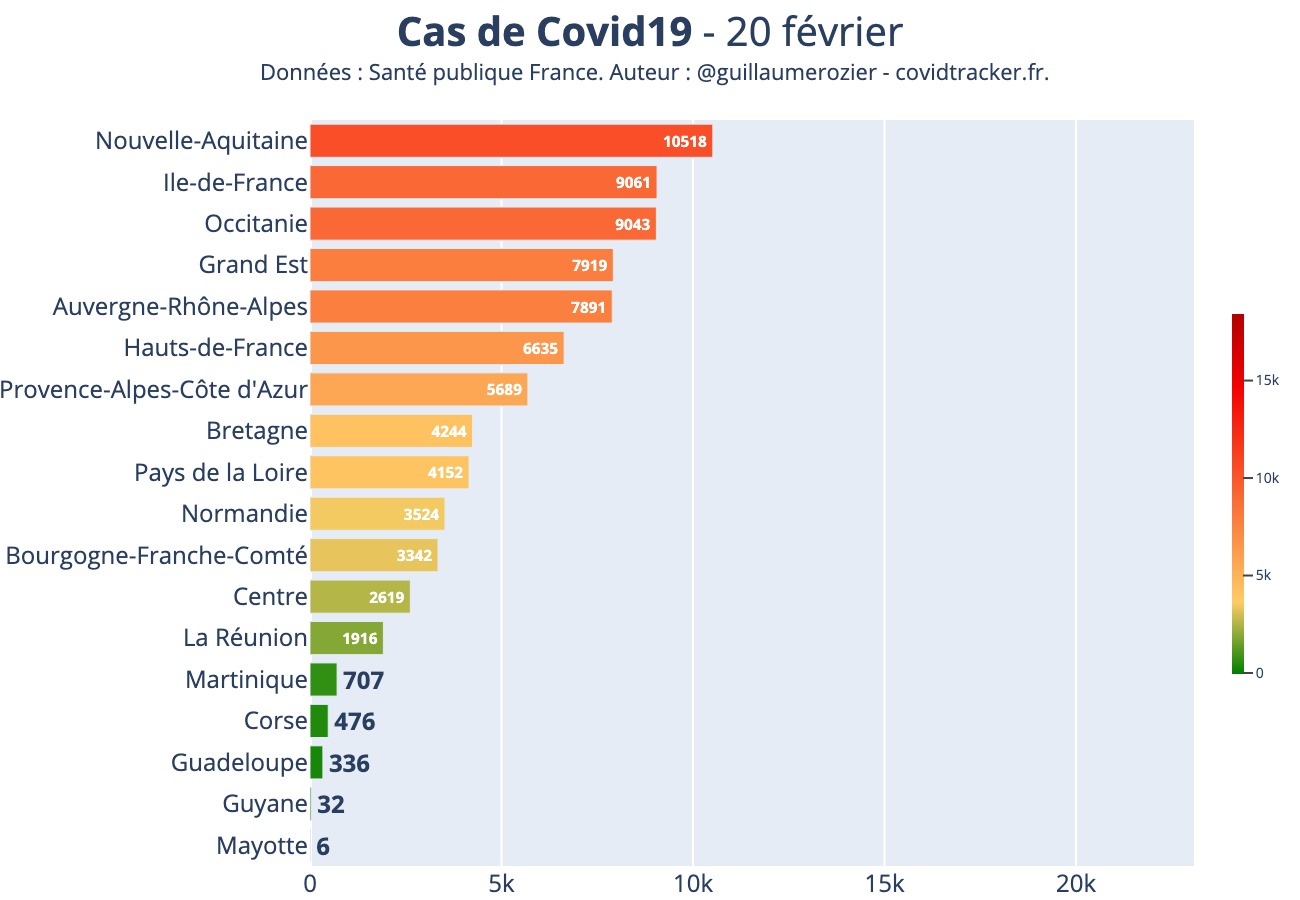 Cas de Covid19 - 20 février
Données : Santé publique France. Auteur : @guillaumerozier - covidtracker.fr.
Nouvelle-Aquitaine 10518
Ile-de-France 9061
Occitanie 9043
Grand Est 7919
Auvergne-Rhône-Alpes 7891
Hauts-de-France 6635
Provence-Alpes-Côte d'Azur 5689
Bretagne 4244
Pays de la Loire 4152
Normandie 3524
Bourgogne-Franche-Comté 3342
Centre 2619
La Réunion 1916
Martinique 707
Corse 476
Guadeloupe 336
Guyane 32
Mayotte 6
0 5k 10k 15k 20k
15k
10k
5k
0